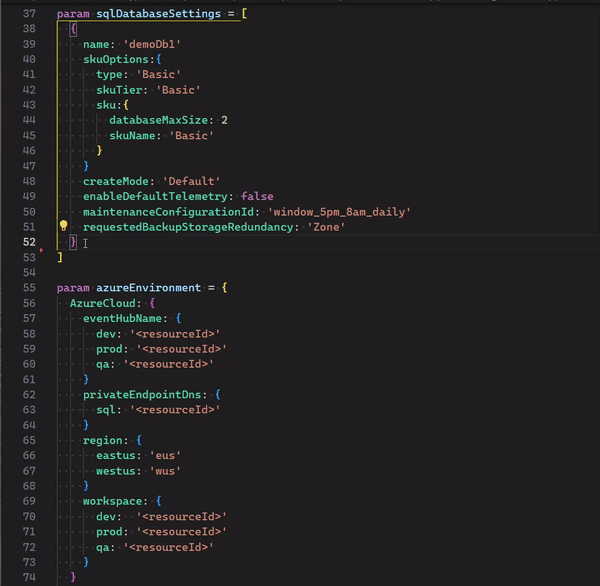 37 param sqlDatabaseSettings = [
38 {
39 name: 'demoDb1'
40 skuOptions:{
41 type: 'Basic'
42 skuTier: 'Basic'
43 sku:{
44 databaseMaxSize: 2
45 skuName: 'Basic'
46 }
47 }
48 createMode: 'Default'
49 enableDefaultTelemetry: false
50 maintenanceConfigurationId: 'window_5pm_8am_daily'
51 requestedBackupStorageRedundancy: 'Zone'
52 }
53 ]
54
55 param azureEnvironment = {
56 AzureCloud: {
57 eventHubName: {
58 dev: '<resourceId>'
59 prod: '<resourceId>'
60 qa: '<resourceId>'
61 }
62 privateEndpointDns: {
63 sql: '<resourceId>'
64 }
65 region: {
66 eastus: 'eus'
67 westus: 'wus'
68 }
69 workspace: {
70 dev: '<resourceId>'
71 prod: '<resourceId>'
72 qa: '<resourceId>'
73 }
74 }